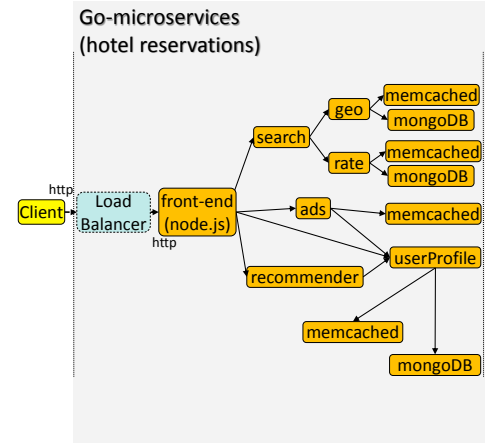 Go-microservices
(hotel reservations)
memcached
geo
mongoDB
search
memcached
rate
mongoDB
http
Client
Load
Balancer
front-end
(node.js)
http
ads
memcached
userProfile
recommender
memcached
mongoDB